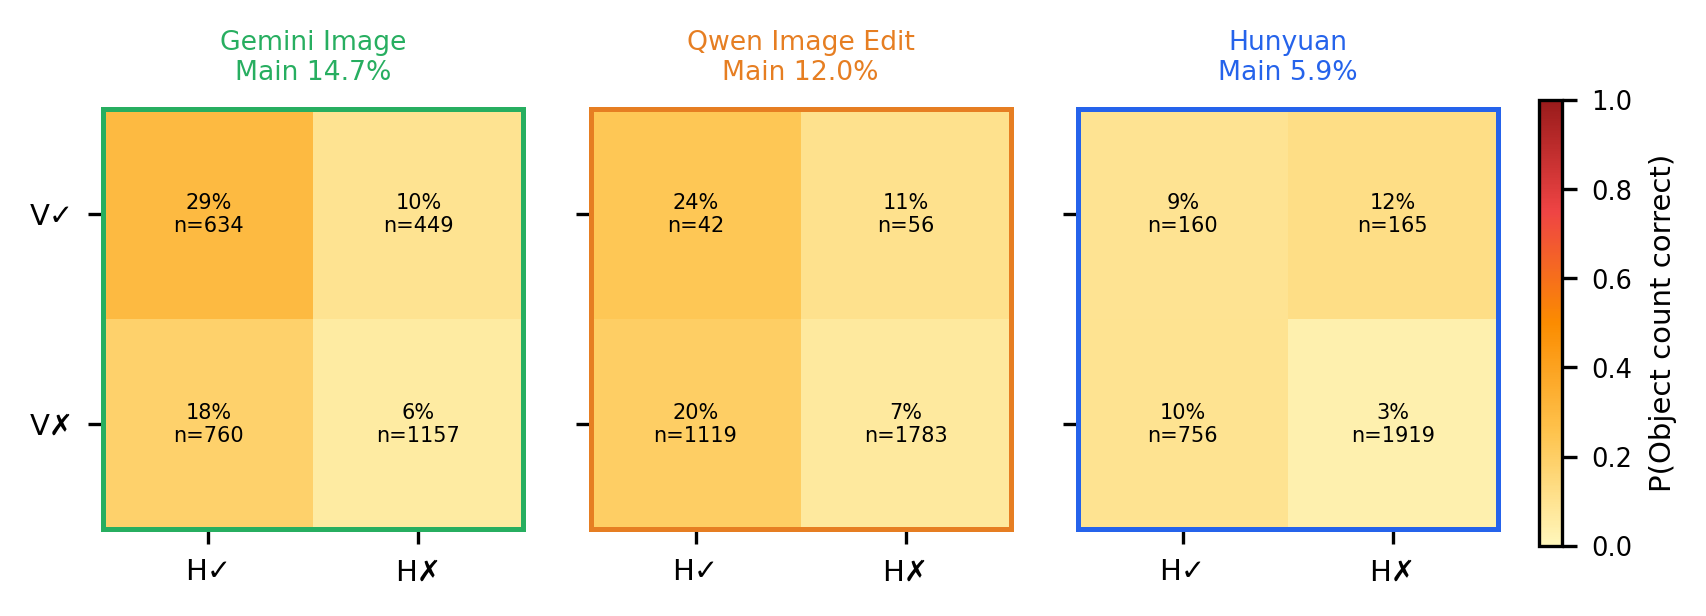 Gemini Image
Main 14.7%
Qwen Image Edit
Main 12.0%
Hunyuan
Main 5.9%
V✓
29%
n=634
10%
n=449
24%
n=42
11%
n=56
9%
n=160
12%
n=165
V✗
18%
n=760
6%
n=1157
20%
n=1119
7%
n=1783
10%
n=756
3%
n=1919
H✓
H✗
H✓
H✗
H✓
H✗
1.0
0.8
0.6
0.4
0.2
0.0
P(Object count correct)